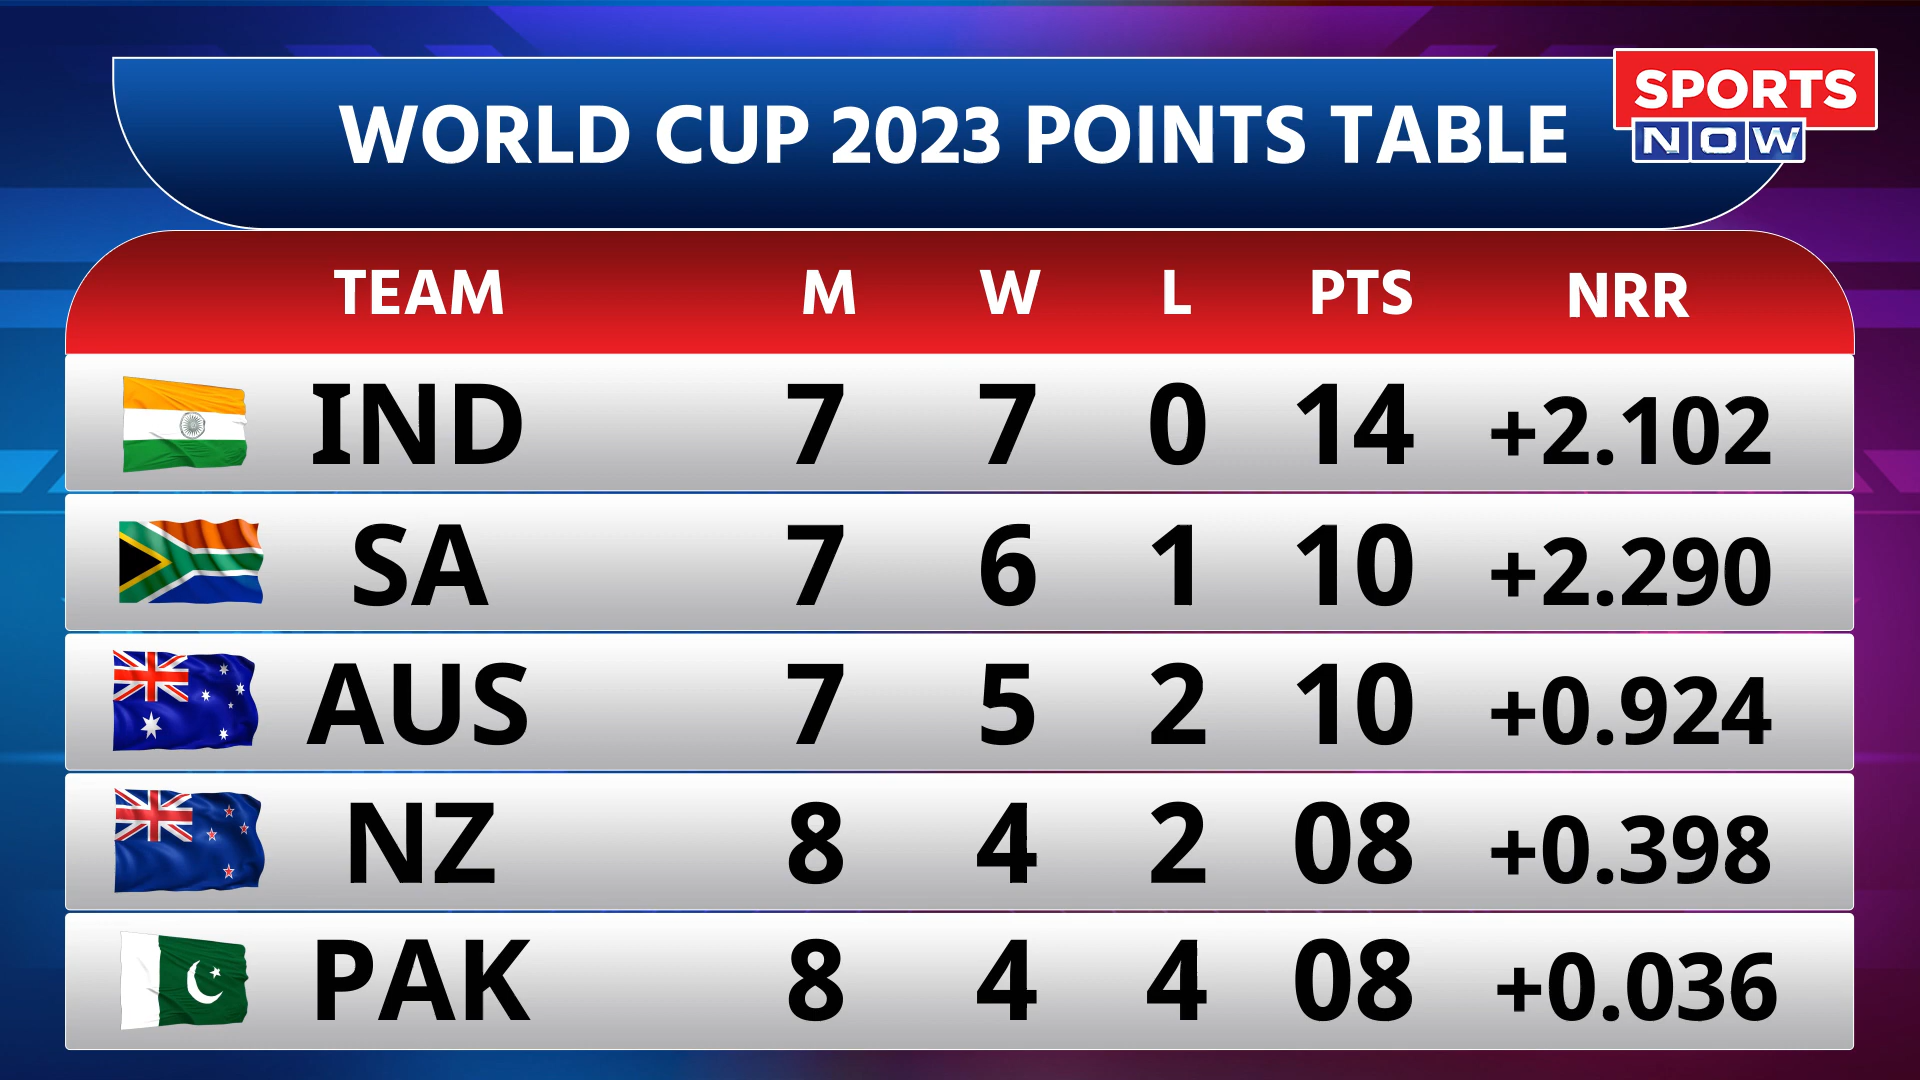 WORLD CUP 2023 POINTS TABLE
SPORTS
NOW
TEAM M W L PTS NRR
IND 7 7 0 14 +2.102
SA 7 6 1 10 +2.290
AUS 7 5 2 10 +0.924
NZ 8 4 2 08 +0.398
PAK 8 4 4 08 +0.036